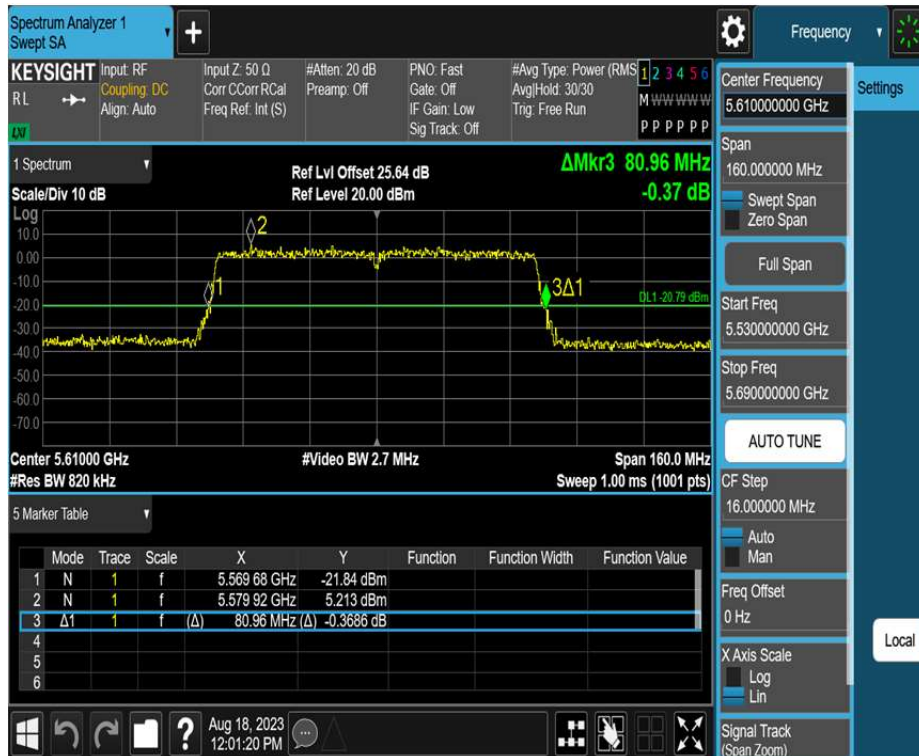 Spectrum Analyzer 1
Swept SA
+
Frequency
KEYSIGHT
RL
LXI
Input: RF
Coupling: DC
Align: Auto
Input Z: 50 Ω
Corr CCorr RCal
Freq Ref: Int (S)
#Atten: 20 dB
Preamp: Off
PNO: Fast
Gate: Off
IF Gain: Low
Sig Track: Off
#Avg Type: Power (RMS
Avg|Hold: 30/30
Trig: Free Run
1 2 3 4 5 6
M W W W W W
P P P P P P
1 Spectrum
Scale/Div 10 dB
Ref Lvl Offset 25.64 dB
Ref Level 20.00 dBm
ΔMkr3 80.96 MHz
-0.37 dB
Log
10.0
0.00
-10.0
-20.0
-30.0
-40.0
-50.0
-60.0
-70.0
2
1
3Δ1
DL1 -20.79 dBm
Center 5.61000 GHz
#Video BW 2.7 MHz
Span 160.0 MHz
#Res BW 820 kHz
Sweep 1.00 ms (1001 pts)
5 Marker Table
Mode Trace Scale X Y Function Function Width Function Value
1 N 1 f 5.569 68 GHz -21.84 dBm
2 N 1 f 5.579 92 GHz 5.213 dBm
3 Δ1 1 f (Δ) 80.96 MHz (Δ) -0.3686 dB
4
5
6
Aug 18, 2023
12:01:20 PM
?
Center Frequency
5.610000000 GHz
Settings
Span
160.000000 MHz
Swept Span
Zero Span
Full Span
Start Freq
5.530000000 GHz
Stop Freq
5.690000000 GHz
AUTO TUNE
CF Step
16.000000 MHz
Auto
Man
Freq Offset
0 Hz
Local
X Axis Scale
Log
Lin
Signal Track
(Span Zoom)